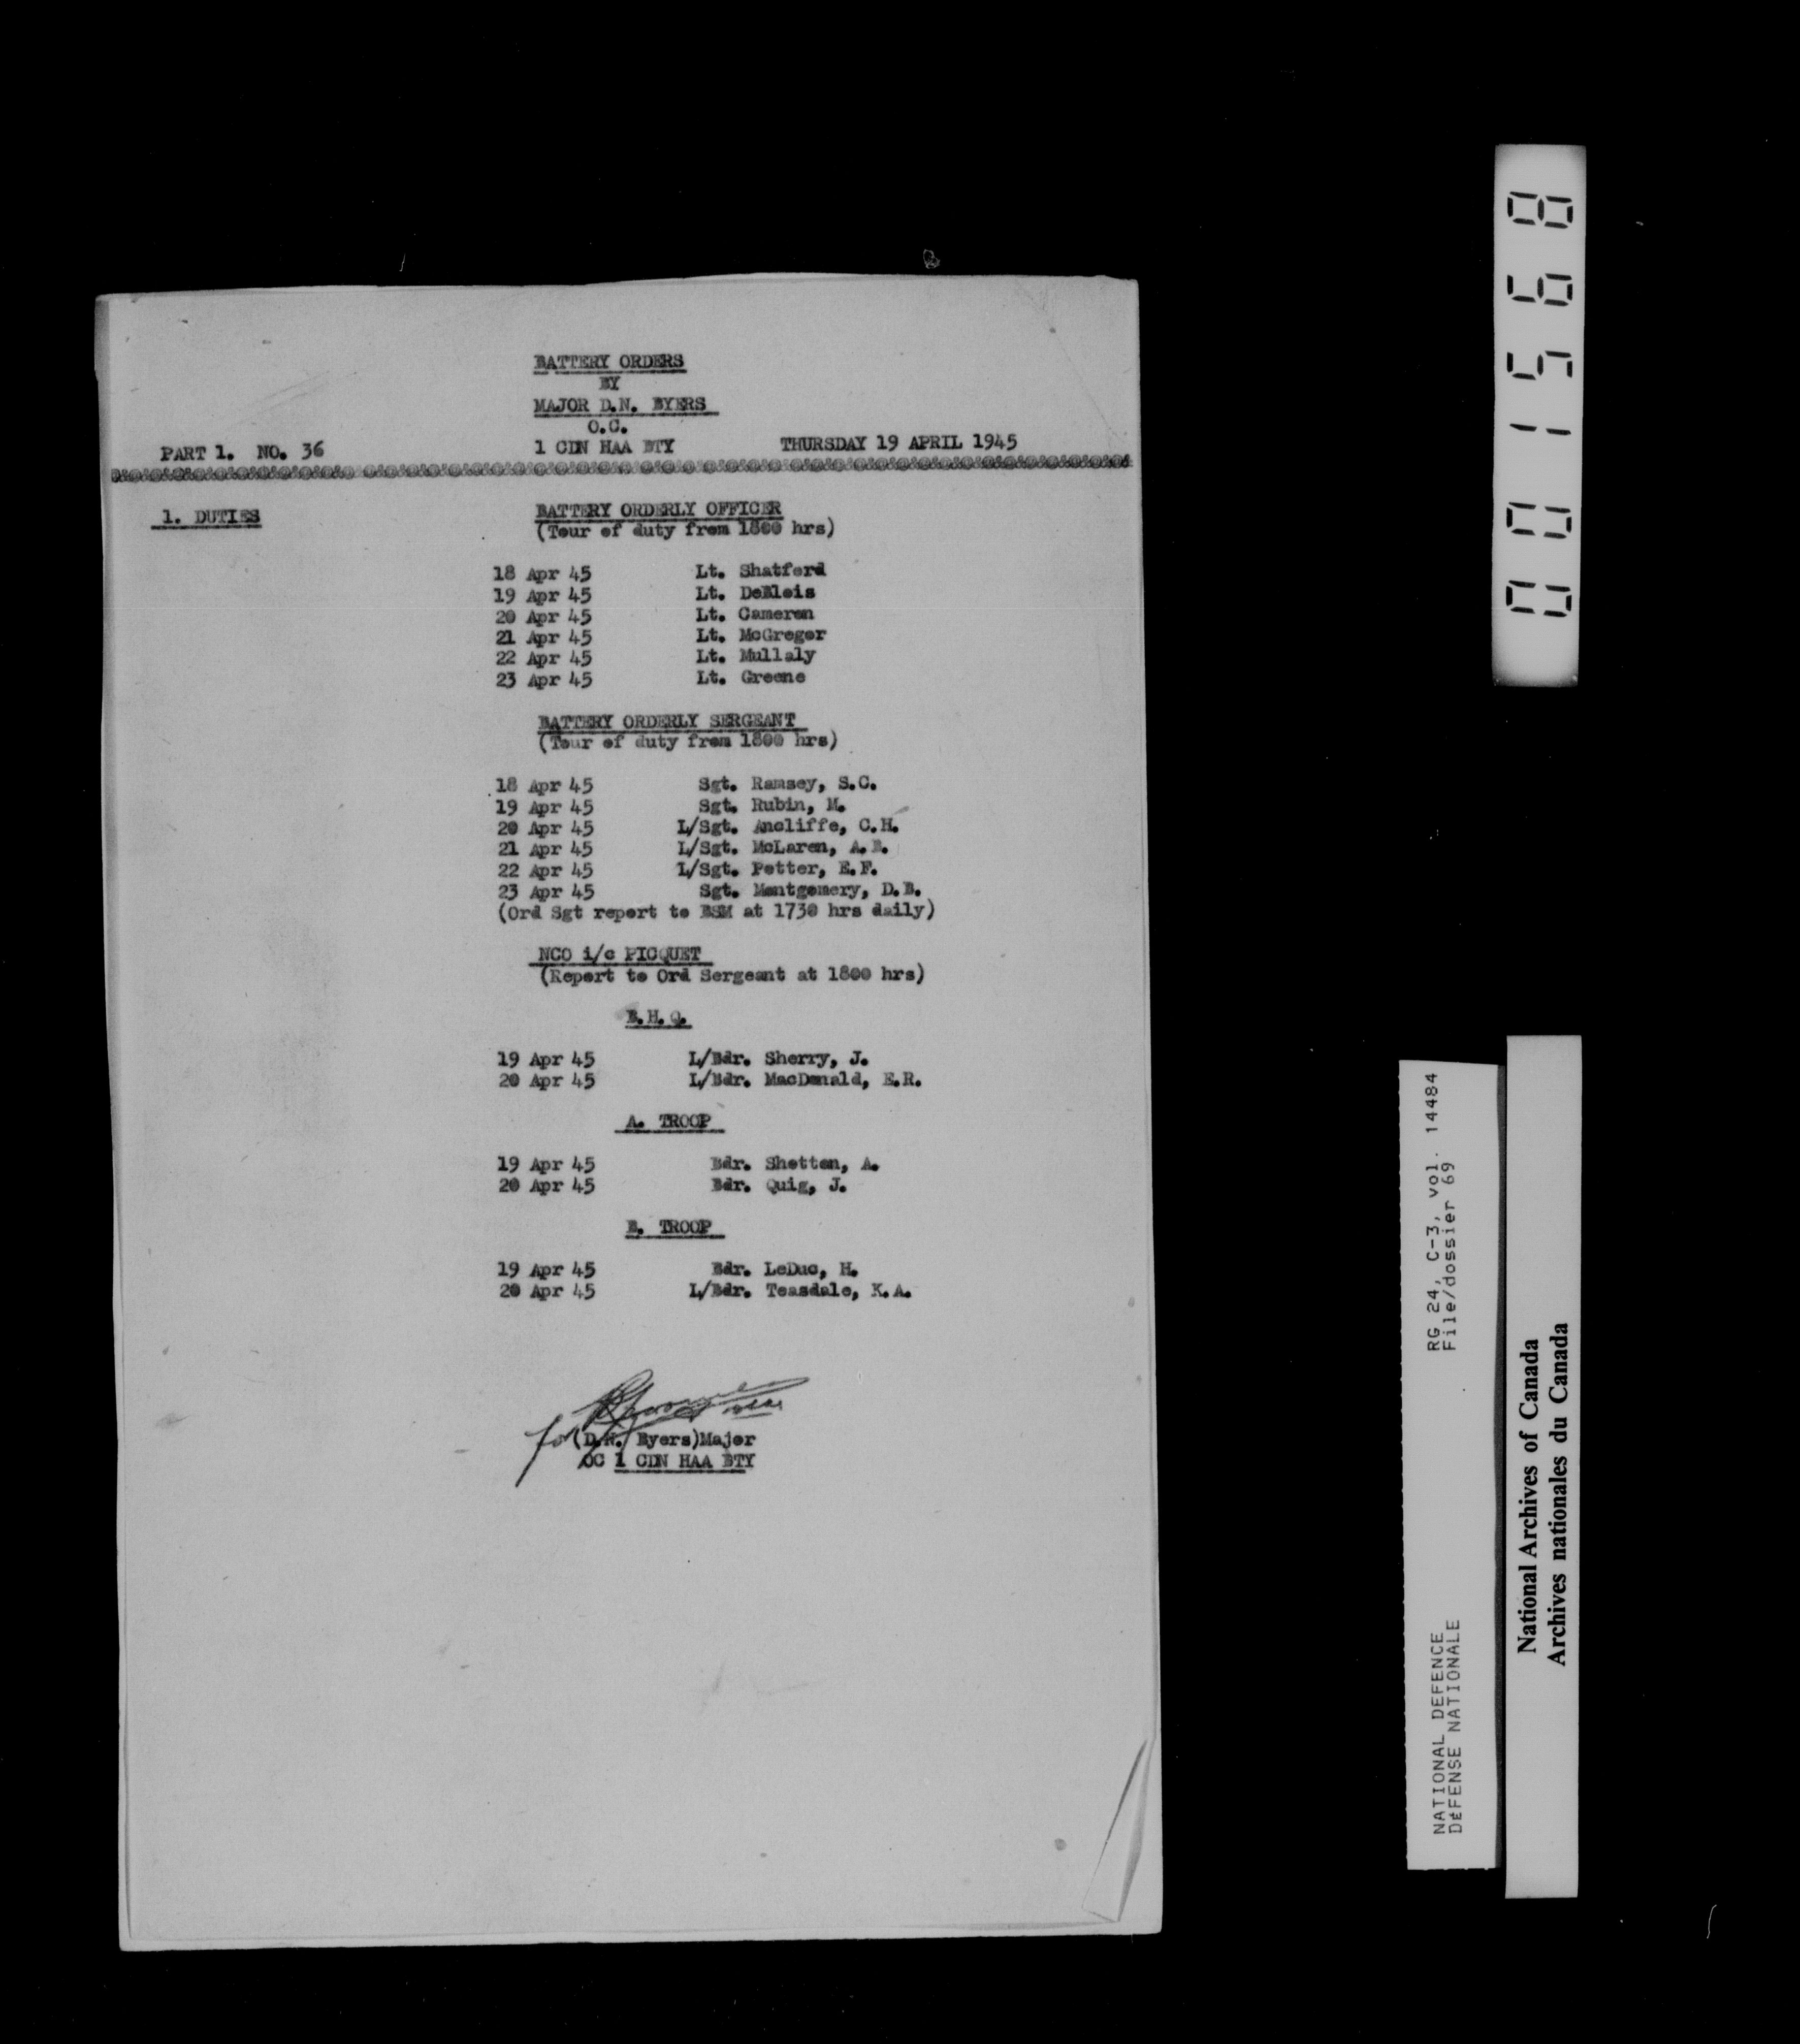 BATTERY ORDERS
BY
MAJOR D.N. BYERS
O.C.
PART 1. NO. 36 1 CDN HAA BTY THURSDAY 19 APRIL 1945
1. DUTIES
BATTERY ORDERLY OFFICER
(Tour of duty from 1800 hrs)
18 Apr 45 Lt. Shatford
19 Apr 45 Lt. DeBlois
20 Apr 45 Lt. Cameron
21 Apr 45 Lt. McGregor
22 Apr 45 Lt. Mullaly
23 Apr 45 Lt. Greene
BATTERY ORDERLY SERGEANT
(Tour of duty from 1800 hrs)
18 Apr 45 Sgt. Ramsey, S.C.
19 Apr 45 Sgt. Rubin, M.
20 Apr 45 L/Sgt. Ancliffe, C.H.
21 Apr 45 L/Sgt. McLaren, A.B.
22 Apr 45 L/Sgt. Potter, E.F.
23 Apr 45 Sgt. Montgomery, D.B.
(Ord Sgt report to BSM at 1730 hrs daily)
NCO i/c PICQUET
(Report to Ord Sergeant at 1800 hrs)
B.H.Q.
19 Apr 45 L/Bdr. Sherry, J.
20 Apr 45 L/Bdr. MacDonald, E.R.
A. TROOP
19 Apr 45 Bdr. Shotton, A.
20 Apr 45 Bdr. Quig, J.
B. TROOP
19 Apr 45 Bdr. LeDuc, H.
20 Apr 45 L/Bdr. Teasdale, K.A.
for (D.N. Byers)Major
OC 1 CDN HAA BTY
001568
NATIONAL DEFENCE RG 24, C-3, vol. 14484
DÉFENSE NATIONALE File/dossier 69
National Archives of Canada
Archives nationales du Canada